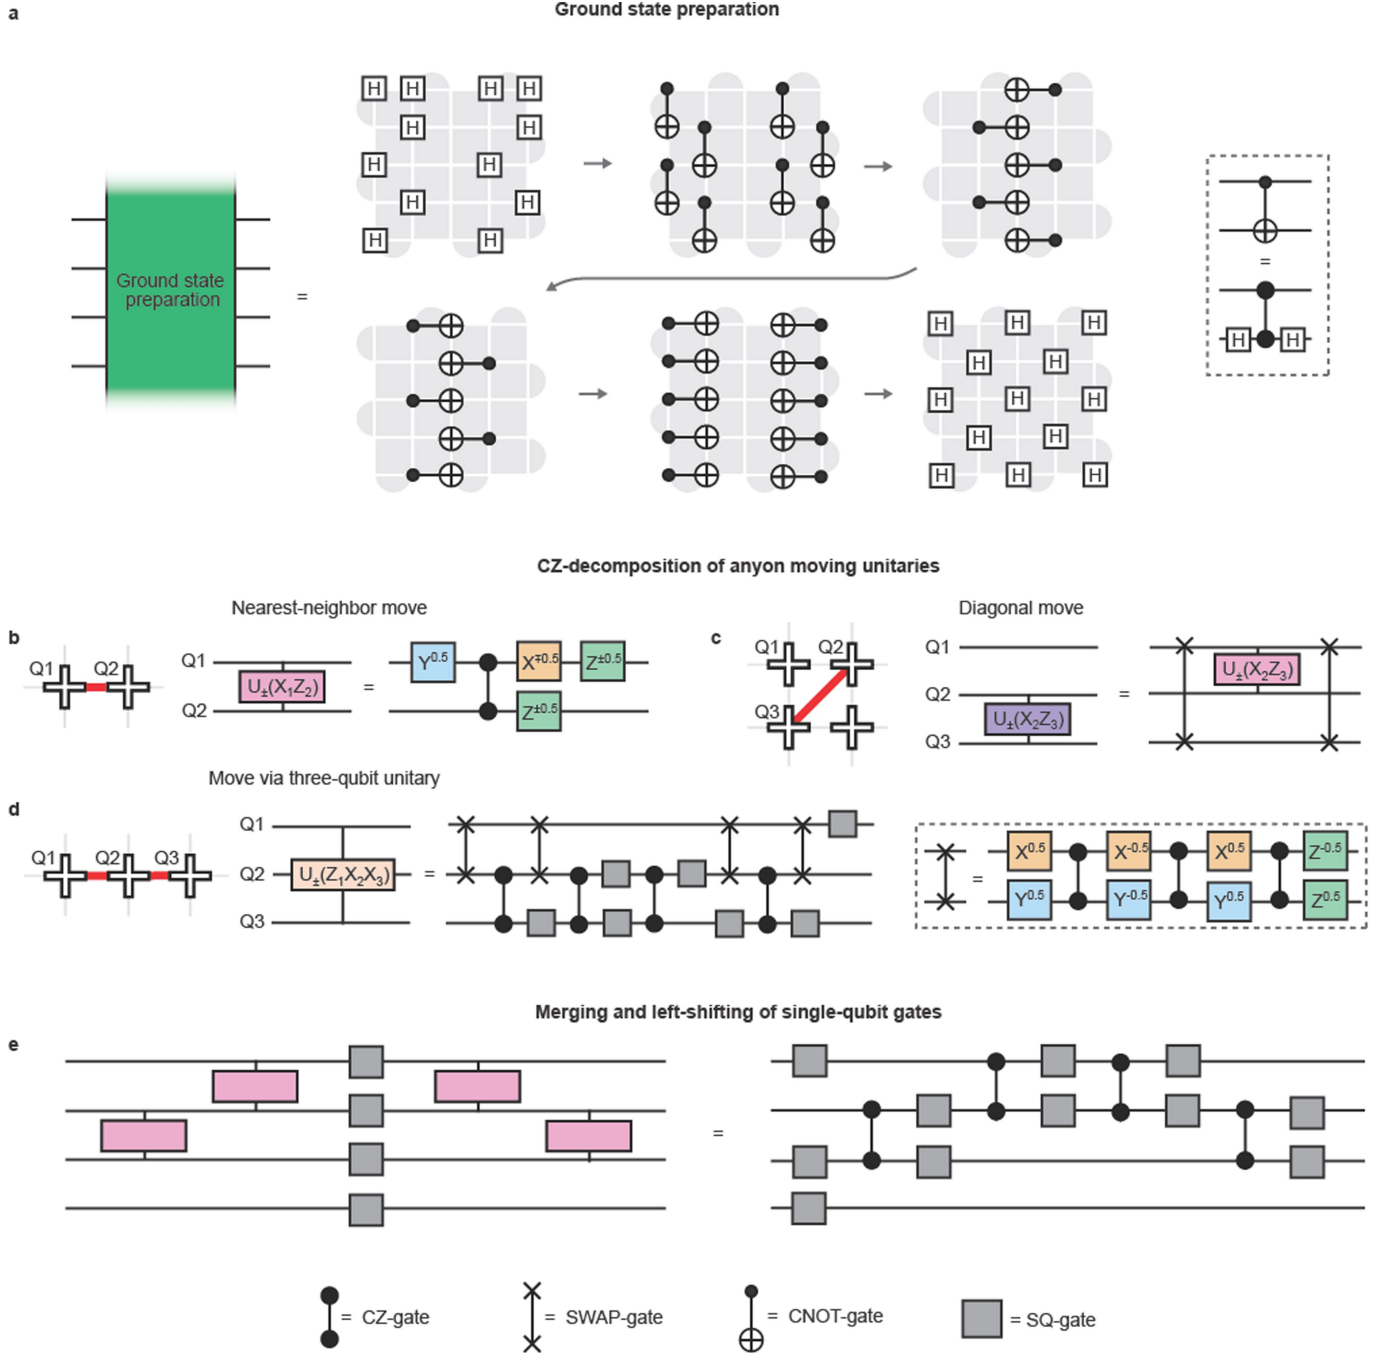 a
Ground state preparation
H H H H
H H
H H
H H
H H
Ground state
preparation
=
=
H H
H H H
H H
H H H
H H
H H H
CZ-decomposition of anyon moving unitaries
Nearest-neighbor move
Diagonal move
b
Q1 Q2
Q1
Q2
U±(X1Z2)
=
Y0.5
X∓0.5
Z±0.5
Z±0.5
c
Q1 Q2
Q3
Q1
Q2
Q3
U±(X2Z3)
=
U±(X2Z3)
Move via three-qubit unitary
d
Q1 Q2 Q3
Q1
Q2
Q3
U±(Z1X2X3)
=
=
X0.5 X-0.5 X0.5 Z-0.5
Y0.5 Y-0.5 Y0.5 Z0.5
Merging and left-shifting of single-qubit gates
e
=
= CZ-gate
= SWAP-gate
= CNOT-gate
= SQ-gate